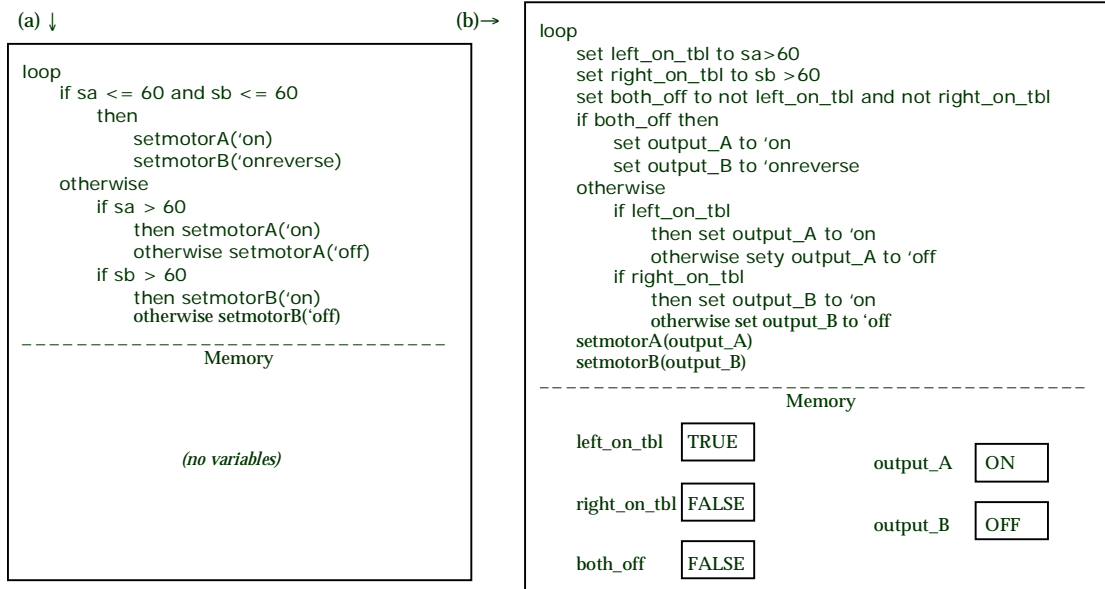 (a) ↓
loop
if sa <= 60 and sb <= 60
then
setmotorA(‘on)
setmotorB(‘onreverse)
otherwise
if sa > 60
then setmotorA(‘on)
otherwise setmotorA(‘off)
if sb > 60
then setmotorB(‘on)
otherwise setmotorB(‘off)
Memory
(no variables)
(b)→
loop
set left_on_tbl to sa>60
set right_on_tbl to sb >60
set both_off to not left_on_tbl and not right_on_tbl
if both_off then
set output_A to ‘on
set output_B to ‘onreverse
otherwise
if left_on_tbl
then set output_A to ‘on
otherwise sety output_A to ‘off
if right_on_tbl
then set output_B to ‘on
otherwise set output_B to ‘off
setmotorA(output_A)
setmotorB(output_B)
Memory
left_on_tbl TRUE
right_on_tbl FALSE
both_off FALSE
output_A ON
output_B OFF